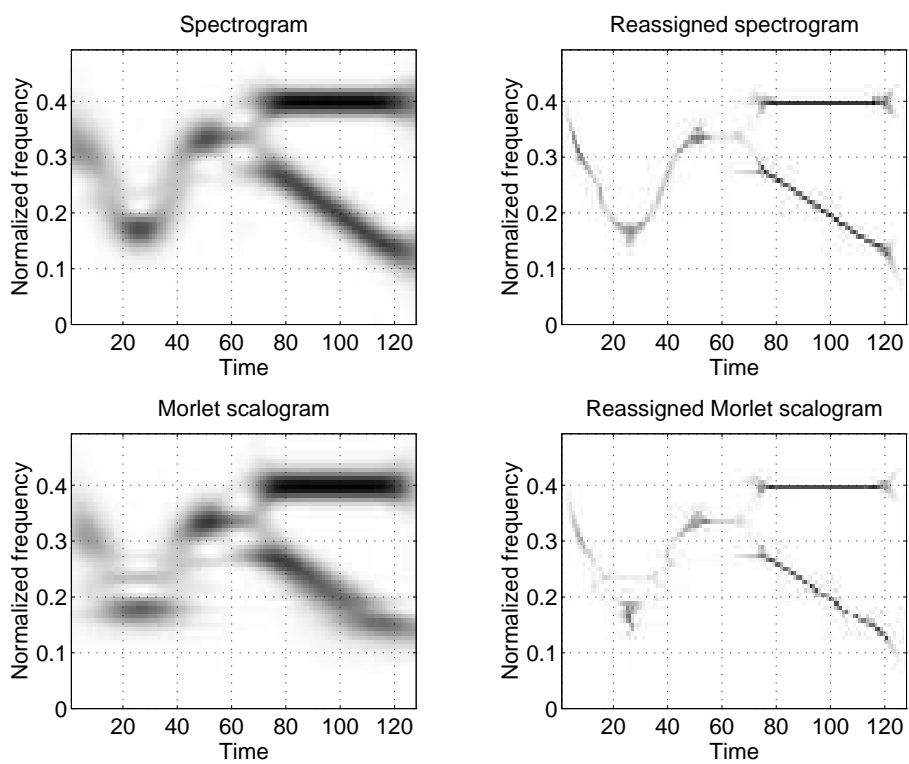 Spectrogram
Normalized frequency
0.4
0.3
0.2
0.1
0
20 40 60 80 100 120
Time
Reassigned spectrogram
Normalized frequency
0.4
0.3
0.2
0.1
0
20 40 60 80 100 120
Time
Morlet scalogram
Normalized frequency
0.4
0.3
0.2
0.1
0
20 40 60 80 100 120
Time
Reassigned Morlet scalogram
Normalized frequency
0.4
0.3
0.2
0.1
0
20 40 60 80 100 120
Time